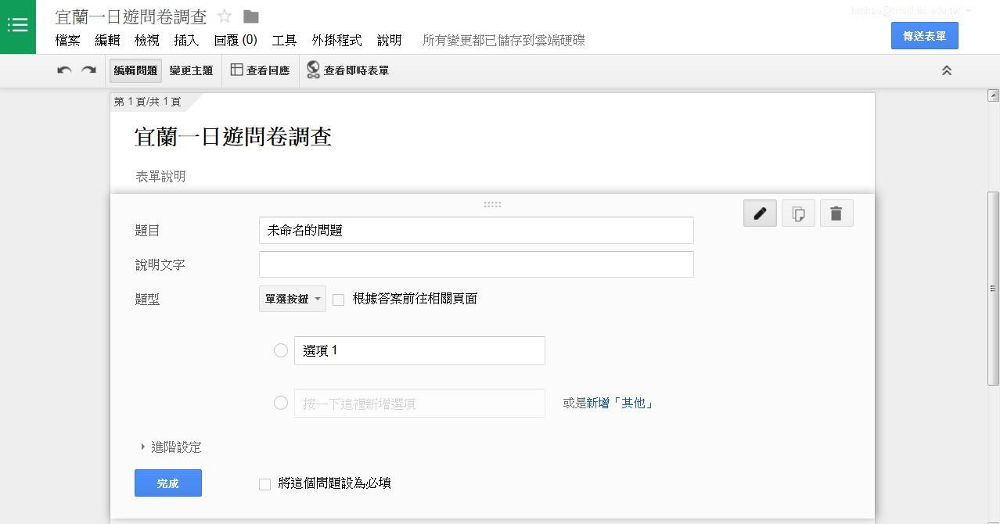 宜蘭一日遊問卷調查
檔案 編輯 檢視 插入 回覆 (0) 工具 外掛程式 說明 所有變更都已儲存到雲端硬碟
傳送表單
編輯問題 變更主題 查看回應 查看即時表單
第 1 頁/共 1 頁
宜蘭一日遊問卷調查
表單說明
題目 未命名的問題
說明文字
題型 單選按鈕 根據答案前往相關頁面
選項 1
按一下這裡新增選項 或是新增「其他」
進階設定
完成 將這個問題設為必填